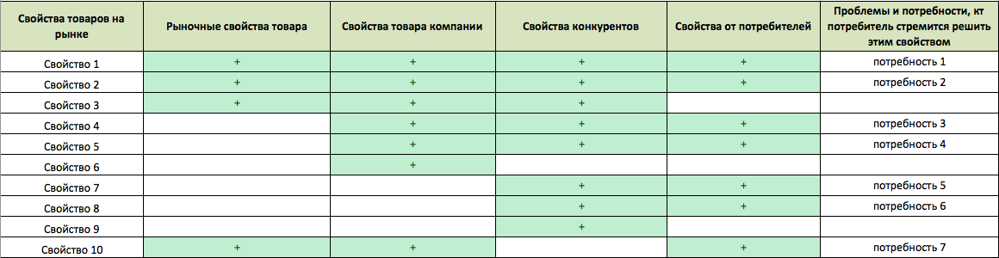 Свойства товаров на рынке | Рыночные свойства товара | Свойства товара компании | Свойства конкурентов | Свойства от потребителей | Проблемы и потребности, кт потребитель стремится решить этим свойством
Свойство 1 | + | + | + | + | потребность 1
Свойство 2 | + | + | + | + | потребность 2
Свойство 3 | + | + | + | |
Свойство 4 | | + | + | + | потребность 3
Свойство 5 | | + | + | + | потребность 4
Свойство 6 | | + | | |
Свойство 7 | | | + | + | потребность 5
Свойство 8 | | | + | + | потребность 6
Свойство 9 | | | + | |
Свойство 10 | + | + | | + | потребность 7